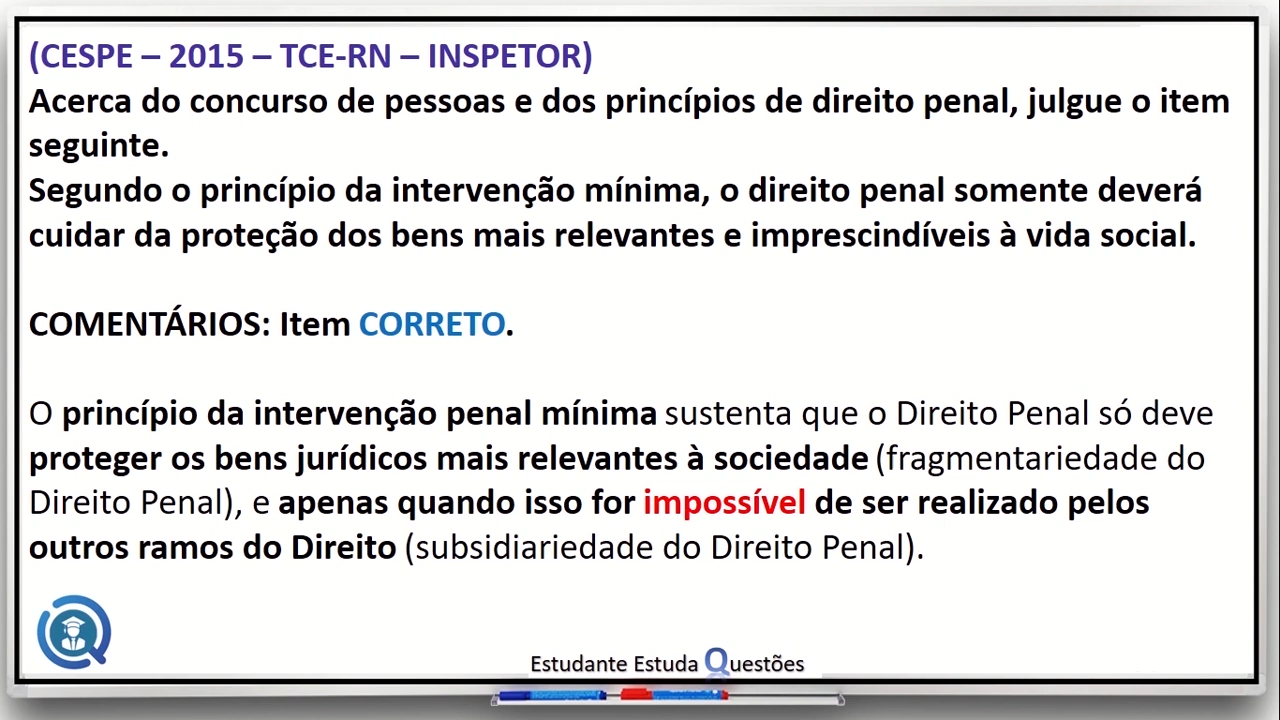 (CESPE – 2015 – TCE-RN – INSPETOR)
Acerca do concurso de pessoas e dos princípios de direito penal, julgue o item
seguinte.
Segundo o princípio da intervenção mínima, o direito penal somente deverá
cuidar da proteção dos bens mais relevantes e imprescindíveis à vida social.
COMENTÁRIOS: Item CORRETO.
O princípio da intervenção penal mínima sustenta que o Direito Penal só deve
proteger os bens jurídicos mais relevantes à sociedade (fragmentariedade do
Direito Penal), e apenas quando isso for impossível de ser realizado pelos
outros ramos do Direito (subsidiariedade do Direito Penal).
Estudante Estuda Questões